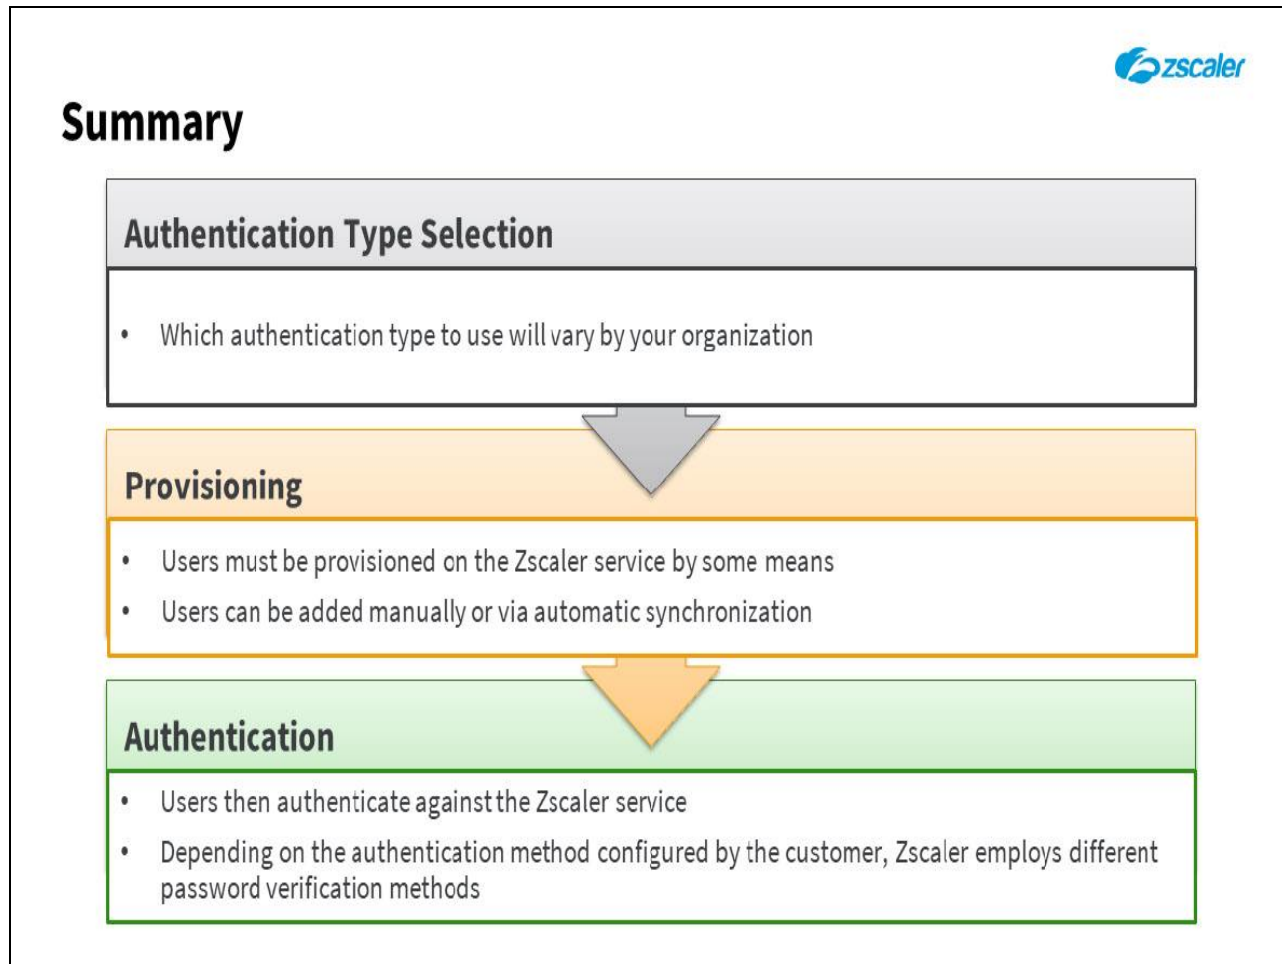 zscaler
Summary
Authentication Type Selection
• Which authentication type to use will vary by your organization
Provisioning
• Users must be provisioned on the Zscaler service by some means
• Users can be added manually or via automatic synchronization
Authentication
• Users then authenticate against the Zscaler service
• Depending on the authentication method configured by the customer, Zscaler employs different
password verification methods